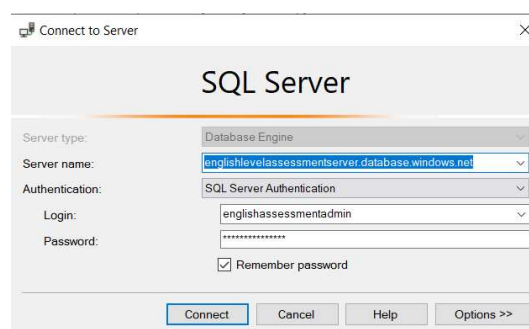 Connect to Server
SQL Server
Server type: Database Engine
Server name: englishlevelassessmentserver.database.windows.net
Authentication: SQL Server Authentication
Login: englishassessmentadmin
Password: ***************
Remember password
Connect Cancel Help Options >>